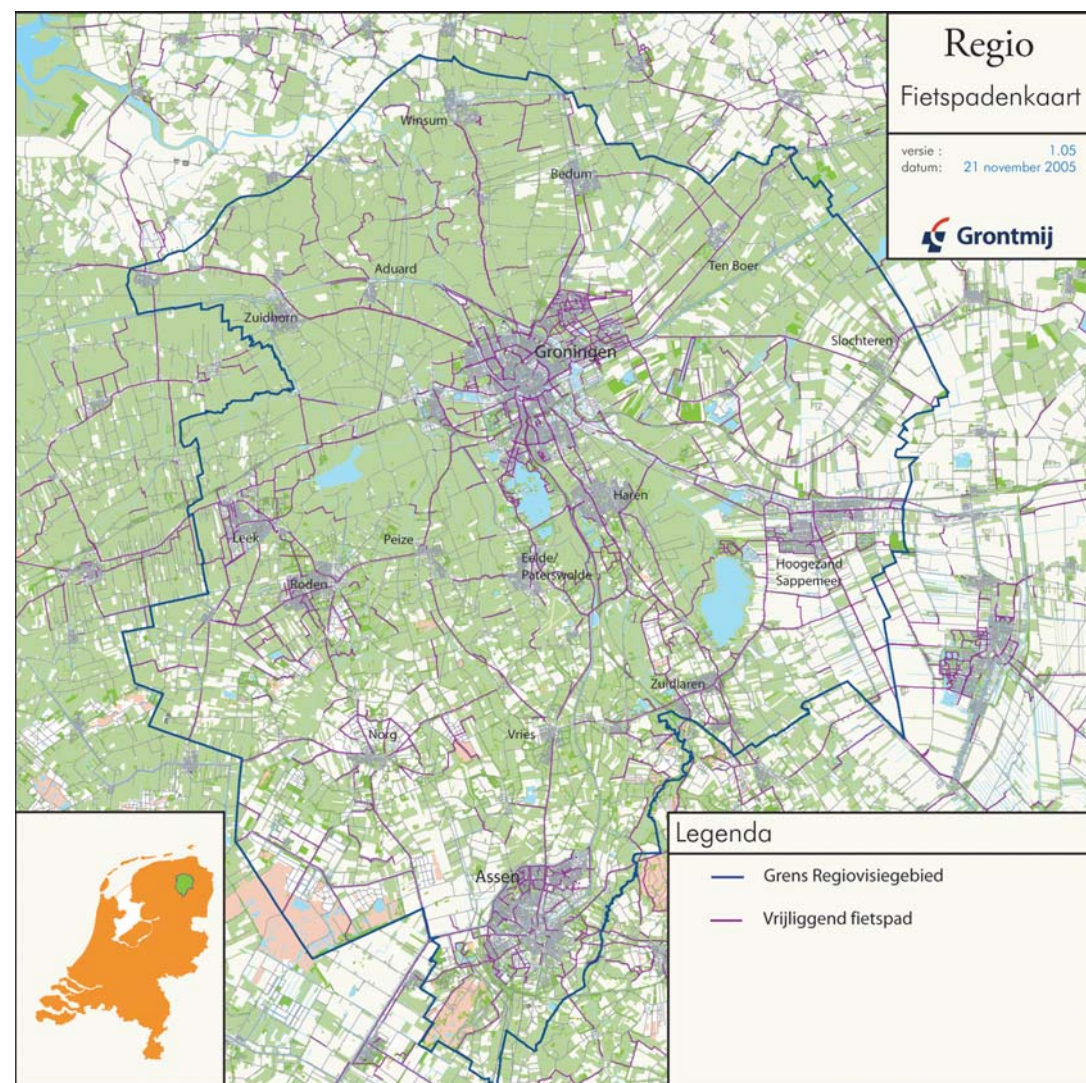 Regio
Fietspadenkaart
versie : 1.05
datum: 21 november 2005
Grontmij
Winsum
Bedum
Ten Boer
Aduard
Zuidhorn
Groningen
Slochteren
Haren
Leek
Peize
Eelde/
Paterswolde
Hoogezand
Sappemeer
Roden
Zuidlaren
Norg
Vries
Assen
Legenda
Grens Regiovisiegebied
Vrijliggend fietspad